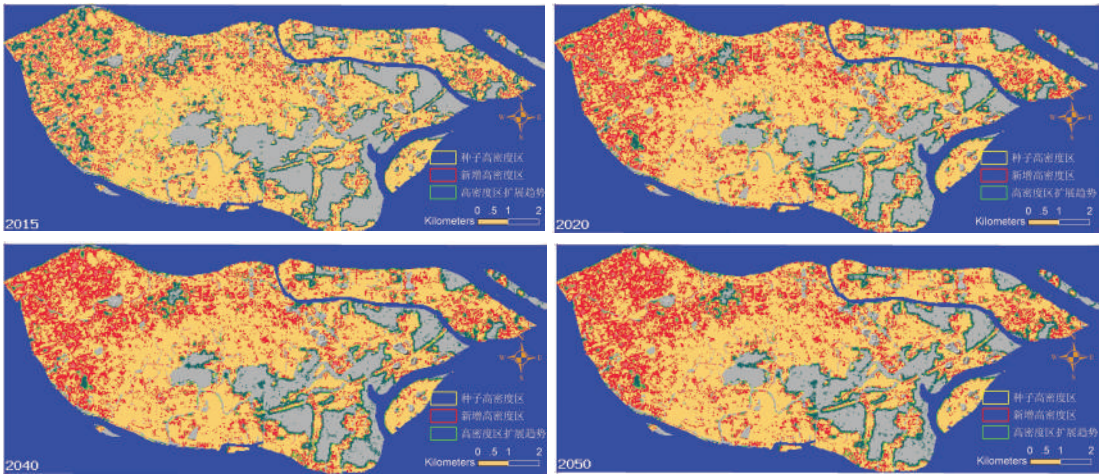 W E
S
种子高密度区
新增高密度区
高密度区扩展趋势
0 .5 1 2
Kilometers
2015
W E
S
种子高密度区
新增高密度区
高密度区扩展趋势
0 .5 1 2
Kilometers
2020
W E
S
种子高密度区
新增高密度区
高密度区扩展趋势
0 .5 1 2
Kilometers
2040
W E
S
种子高密度区
新增高密度区
高密度区扩展趋势
0 .5 1 2
Kilometers
2050